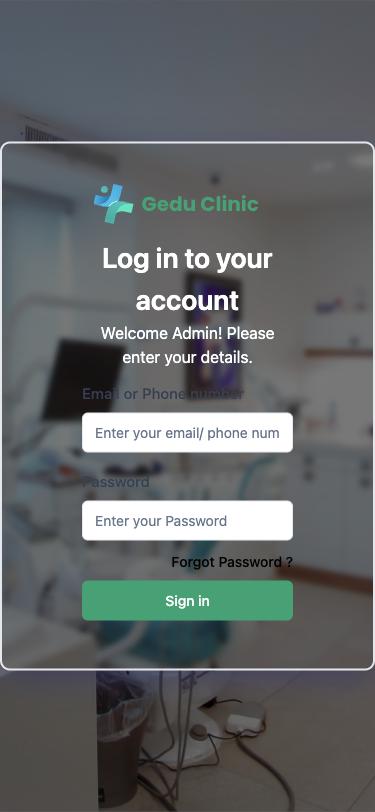 Gedu Clinic
Log in to your
account
Welcome Admin! Please
enter your details.
Email or Phone number
Enter your email/ phone num
Password
Enter your Password
Forgot Password ?
Sign in